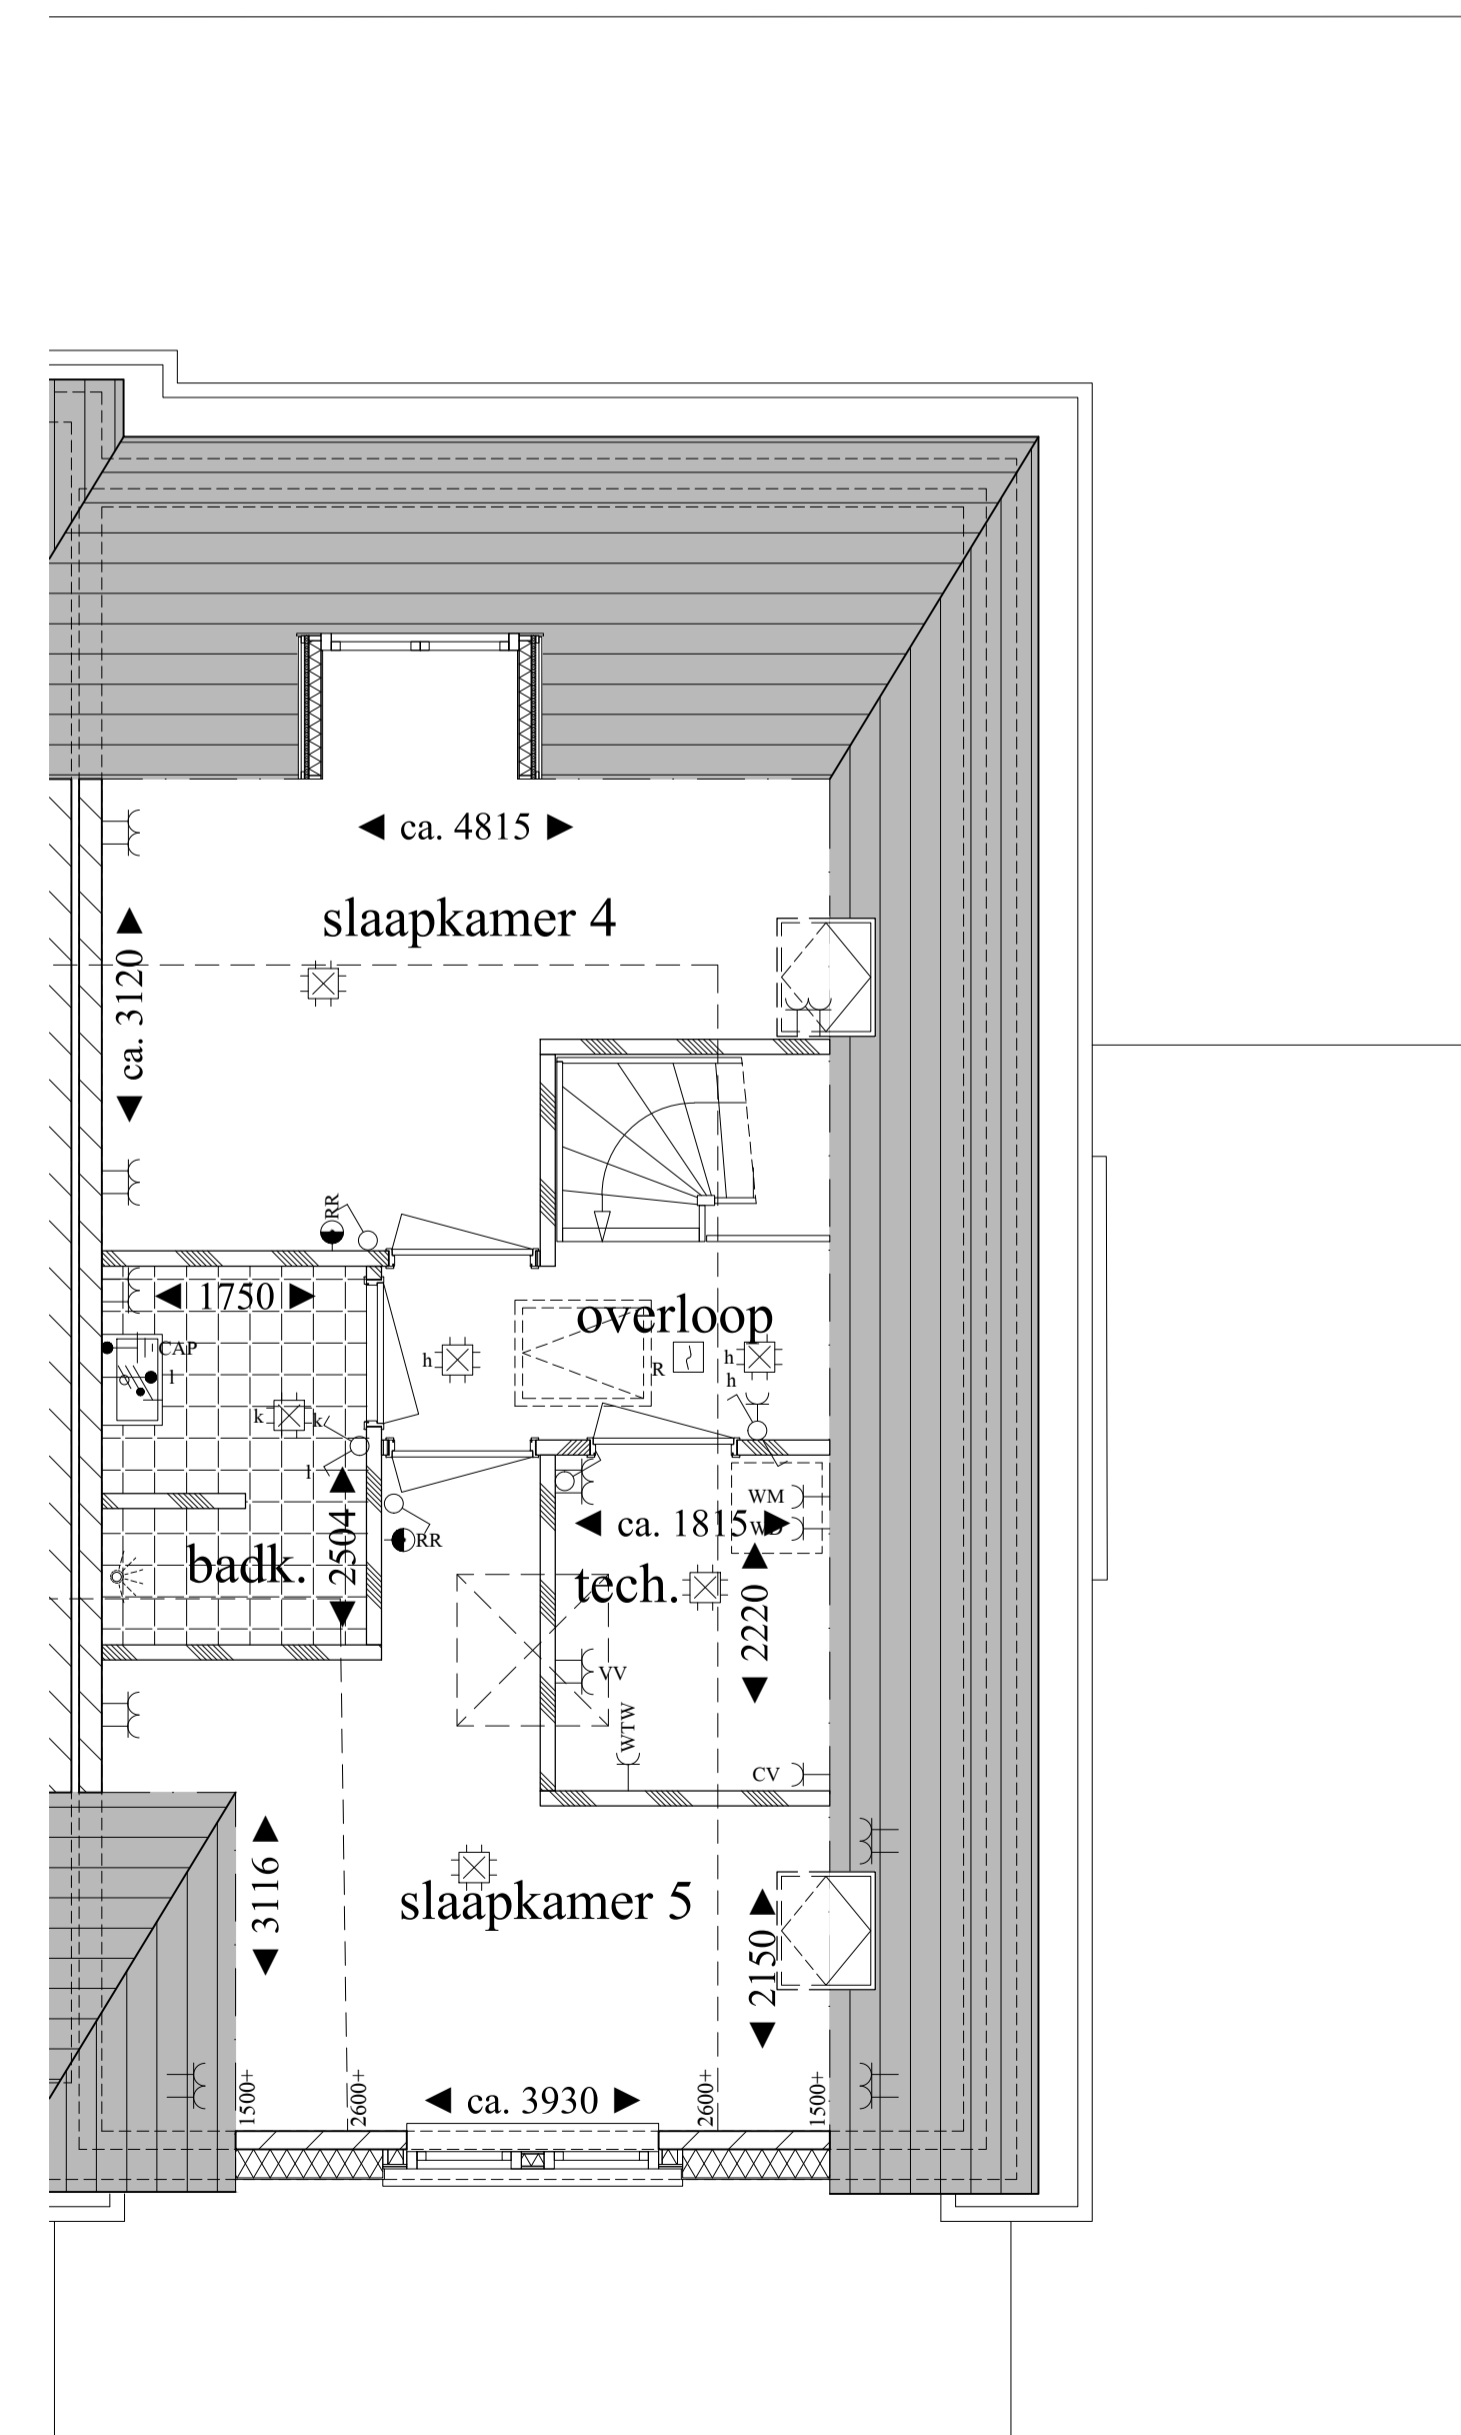 ca. 4815
slaapkamer 4
ca. 3120
RR
1750
overloop
CAP
l
h
R
h
h
k
k
l
WM
ca. 1815
WD
RR
2504
badk.
tech.
2220
VV
WTW
CV
3116
slaapkamer 5
2150
1500+
2600+
ca. 3930
2600+
1500+